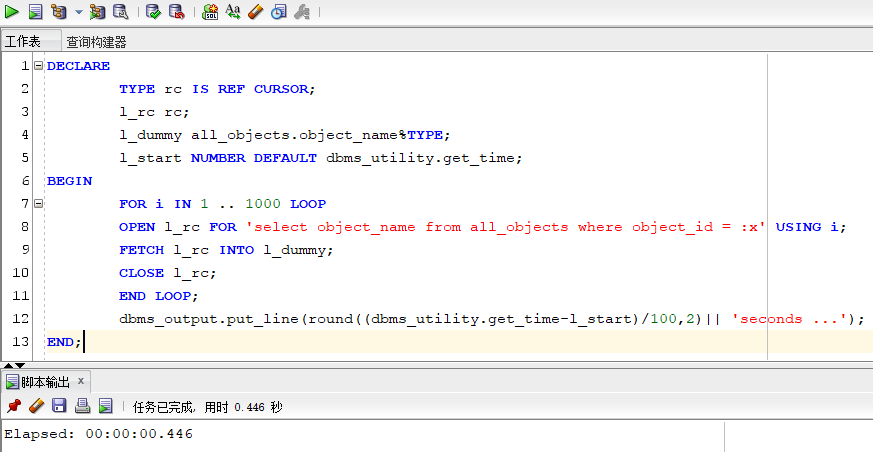 工作表 查询构建器
1 DECLARE
2 TYPE rc IS REF CURSOR;
3 l_rc rc;
4 l_dummy all_objects.object_name%TYPE;
5 l_start NUMBER DEFAULT dbms_utility.get_time;
6 BEGIN
7 FOR i IN 1 .. 1000 LOOP
8 OPEN l_rc FOR 'select object_name from all_objects where object_id = :x' USING i;
9 FETCH l_rc INTO l_dummy;
10 CLOSE l_rc;
11 END LOOP;
12 dbms_output.put_line(round((dbms_utility.get_time-l_start)/100,2)|| 'seconds ...');
13 END;
脚本输出 x
任务已完成, 用时 0.446 秒
Elapsed: 00:00:00.446